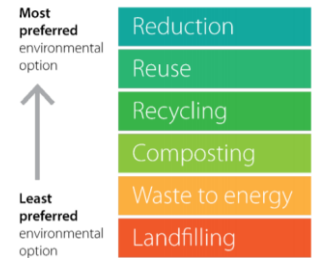 Most
preferred
environmental
option
Reduction
Reuse
Recycling
Composting
Waste to energy
Landfilling
Least
preferred
environmental
option